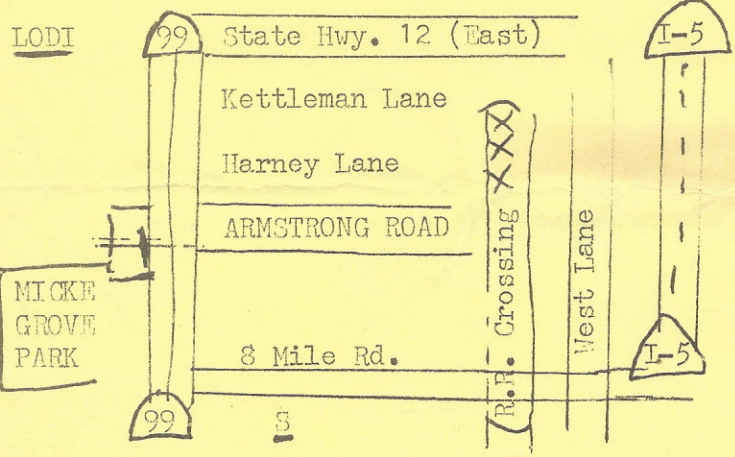 LODI
99
State Hwy. 12 (East)
I-5
Kettleman Lane
Harney Lane
ARMSTRONG ROAD
R.R. Crossing XXX
West Lane
MICKE
GROVE
PARK
8 Mile Rd.
I-5
99
S